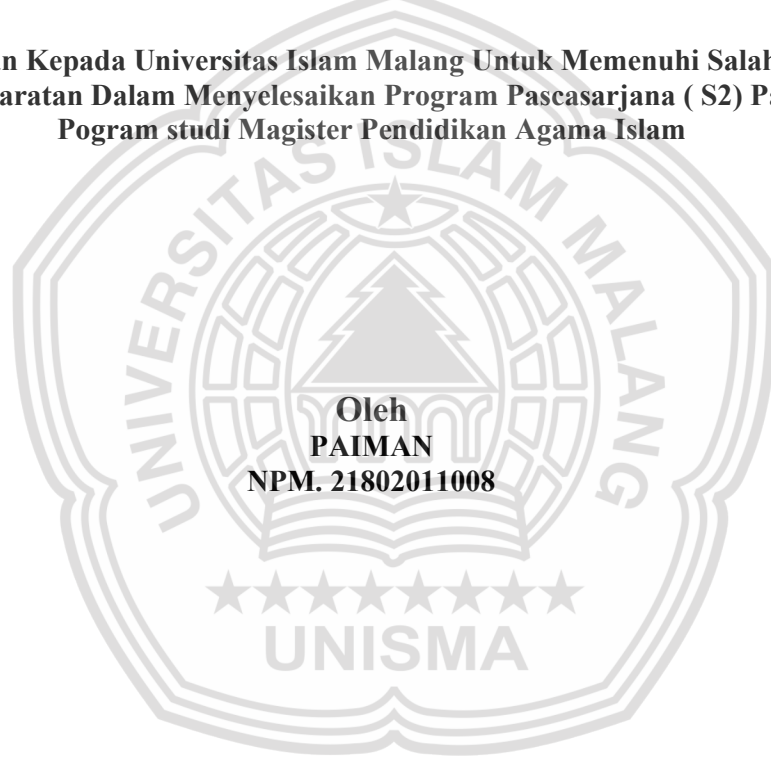 Kepada Universitas Islam Malang Untuk Memenuhi Salah
Dalam Menyelesaikan Program Pascasarjana ( S2)
Pogram studi Magister Pendidikan Agama Islam
UNIVERSITAS ISLAM MALANG
Oleh
PAIMAN
NPM. 21802011008
UNISMA